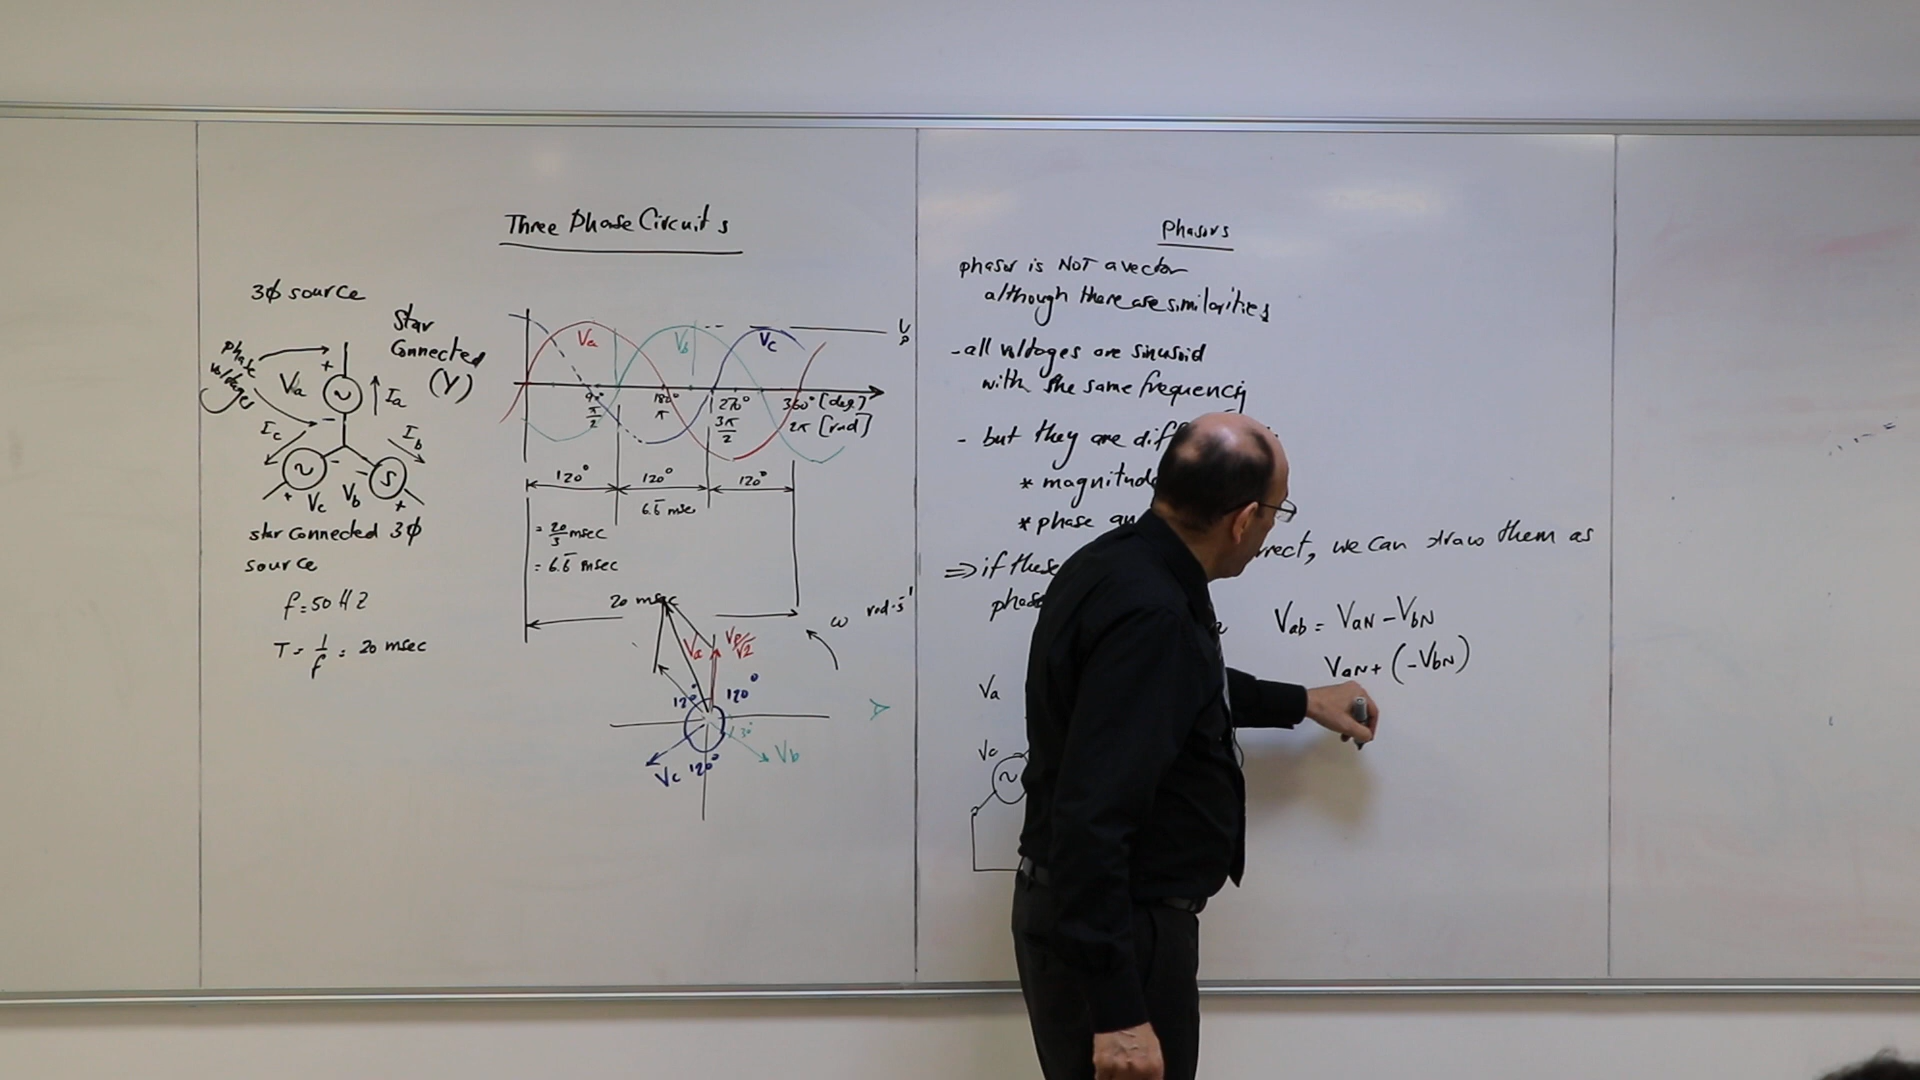 Three Phase Circuits
3φ source
Star
Connected
(Y)
phase
voltages
Va
+
Ia
-
Ic
Ib
-
-
+
Vc
Vb
+
star connected 3φ
source
f = 50 HZ
T = 1/f = 20 msec
Va
Vb
Vc
Vp
90°
180°
270°
360° [deg.]
π/2
π
3π/2
2π [rad]
120°
120°
120°
6.6̅ msec
= 20/3 msec
= 6.6̅ msec
20 msec
ω rad·s⁻¹
Va
Vp/√2
120°
120°
30°
Vb
Vc
120°
Phasors
phasor is NOT a vector
although there are similarities
- all voltages are sinusoid
with the same frequency
- but they are
* magnitude
* phase
⇒ if these
we can draw them as
Vab = VaN - VbN
VaN + (-VbN)
Va
Vc